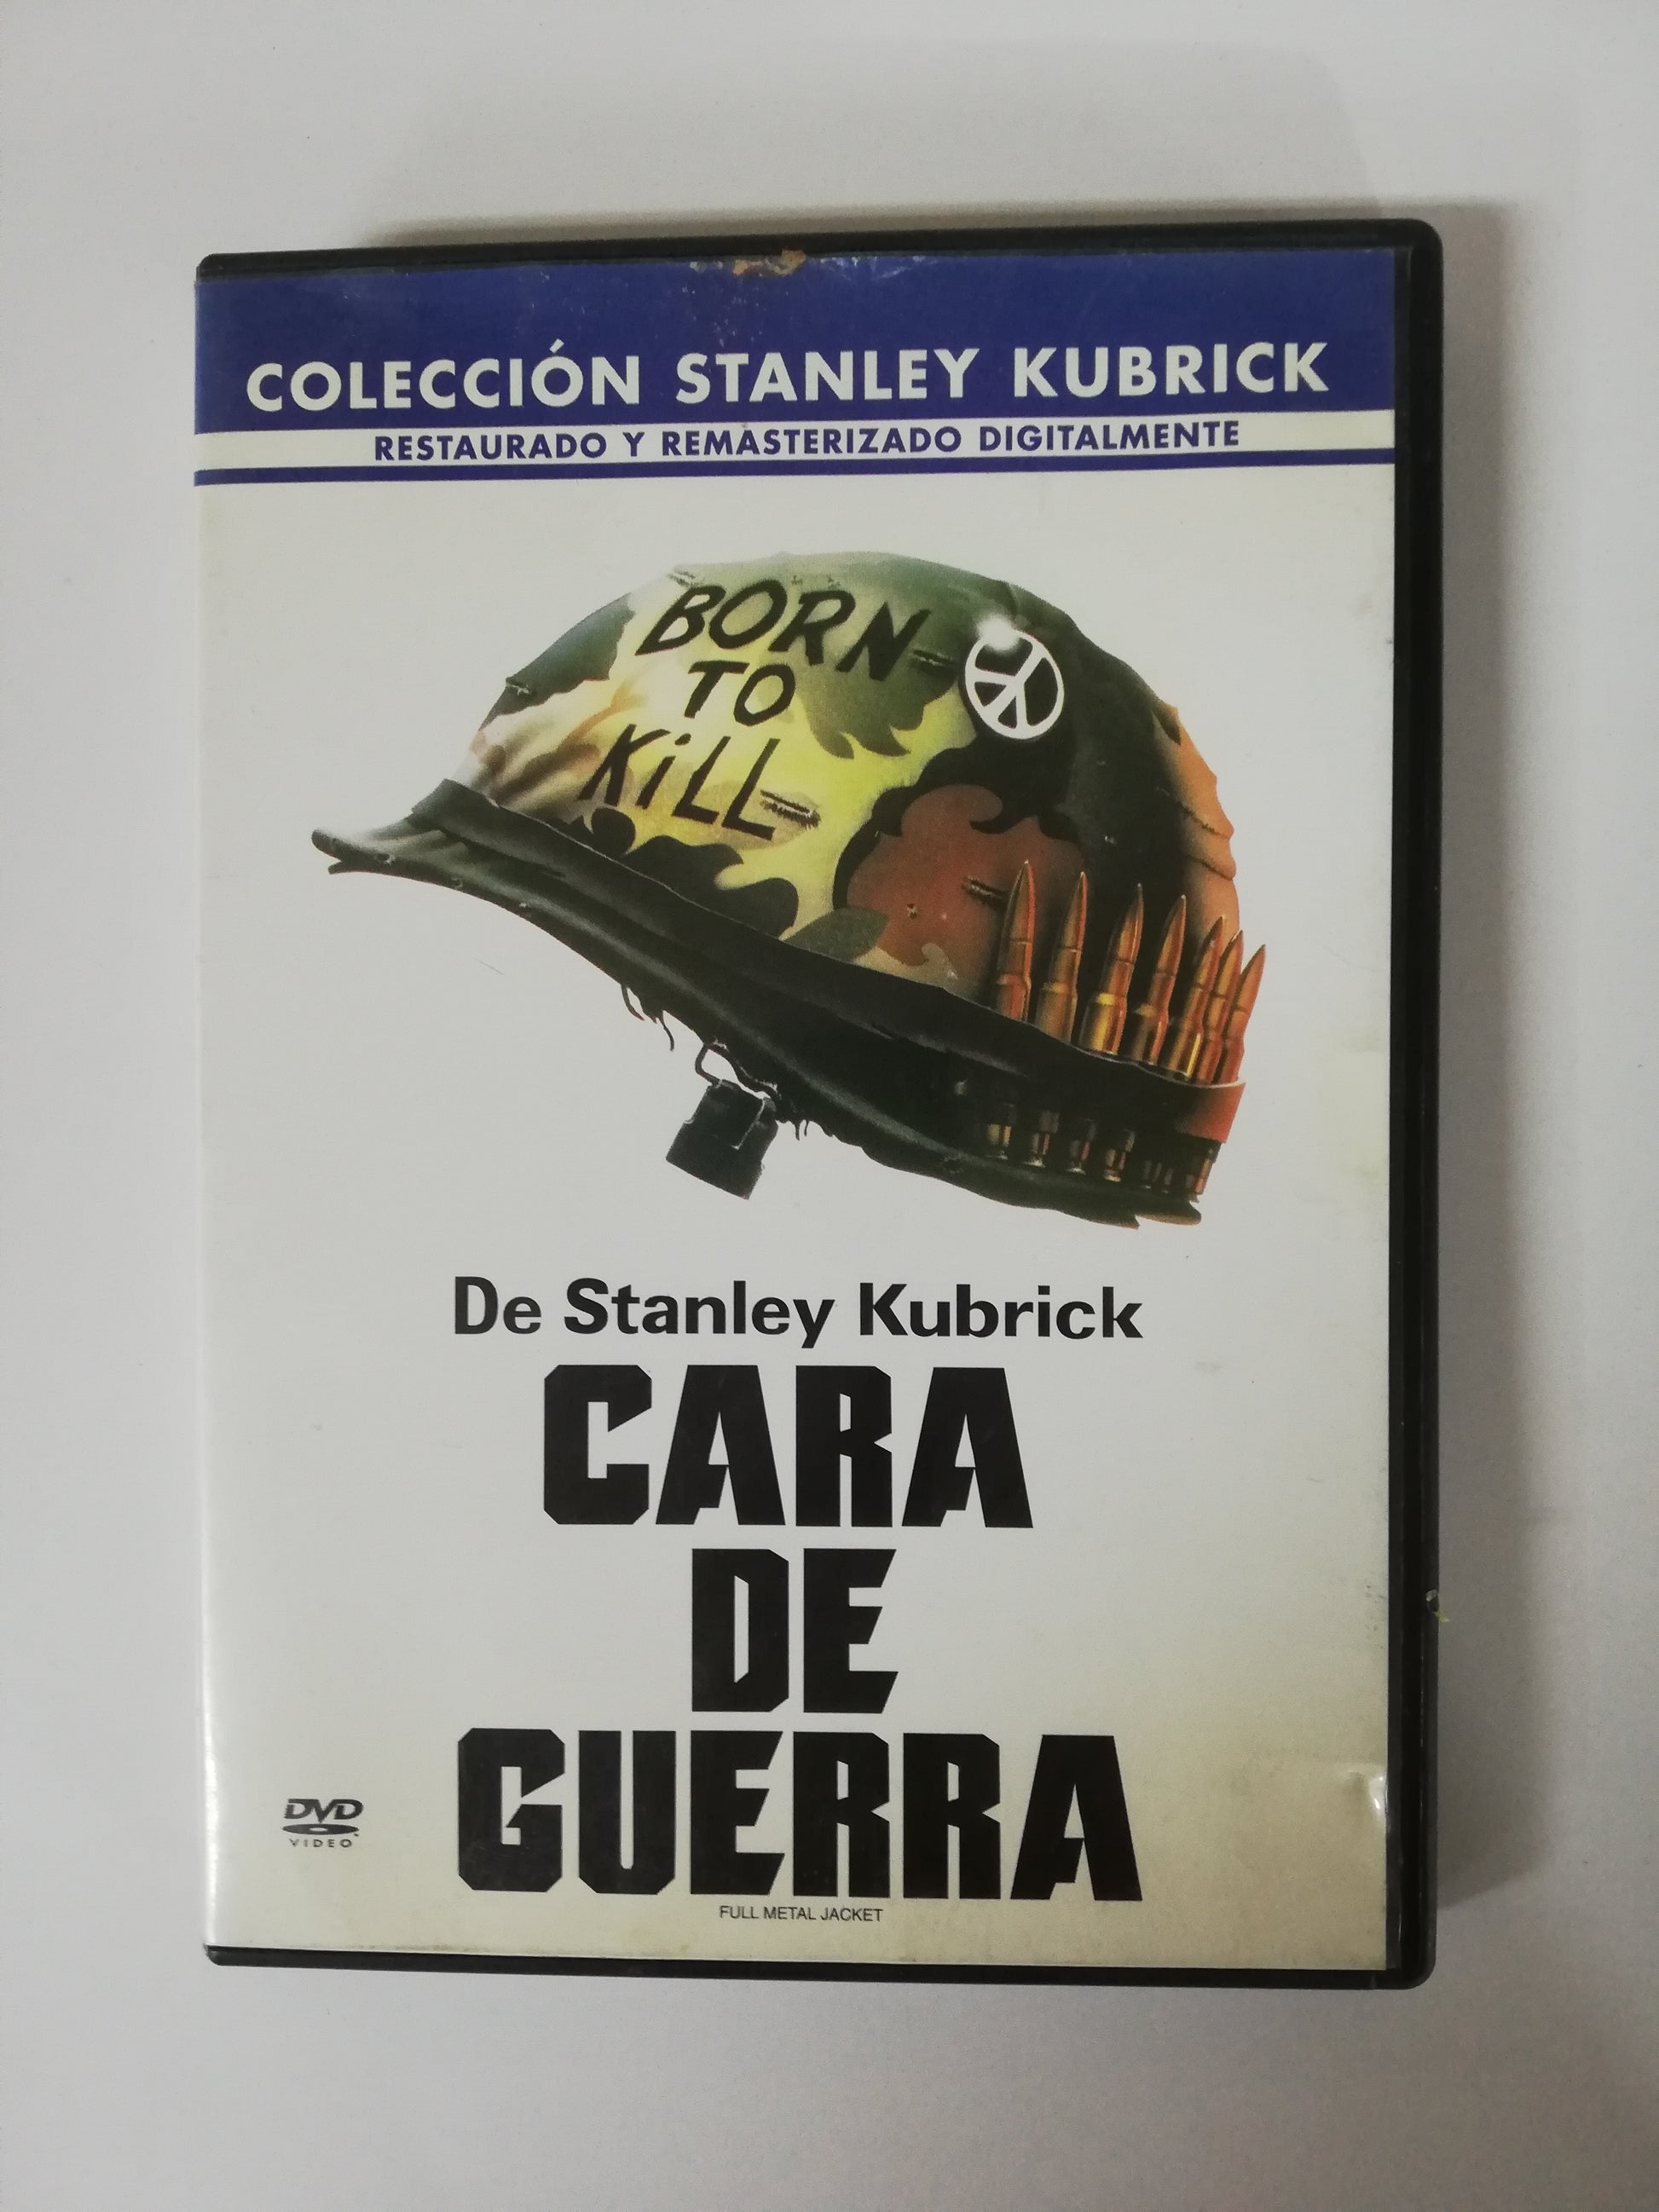 COLECCIÓN STANLEY KUBRICK
RESTAURADO Y REMASTERIZADO DIGITALMENTE
BORN
TO
KiLL
De Stanley Kubrick
CARA
DE
GUERRA
FULL METAL JACKET
DVD
VIDEO